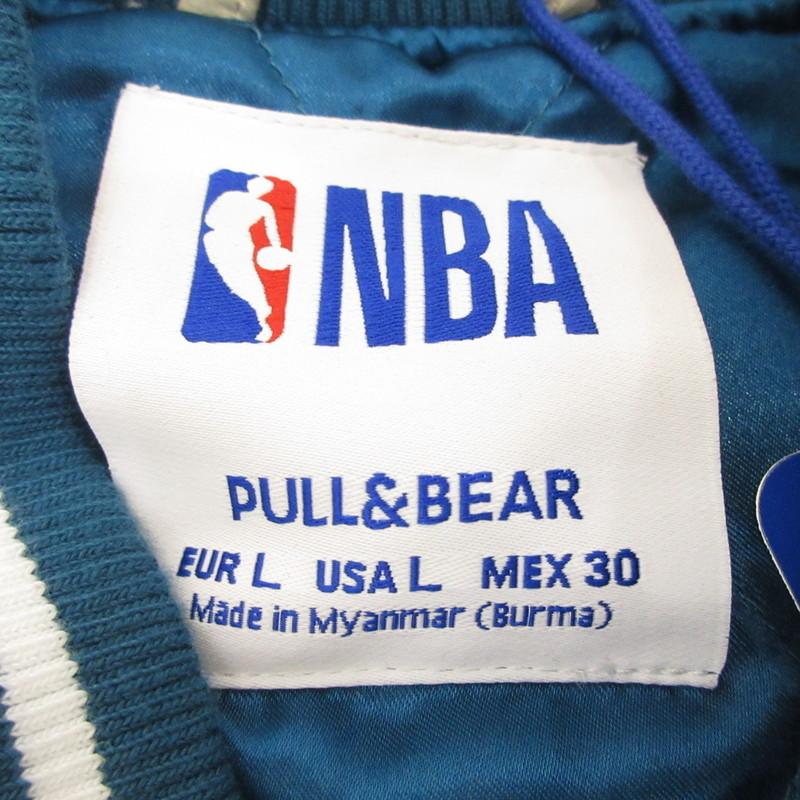 NBA
PULL&BEAR
EUR L USA L MEX 30
Made in Myanmar (Burma)